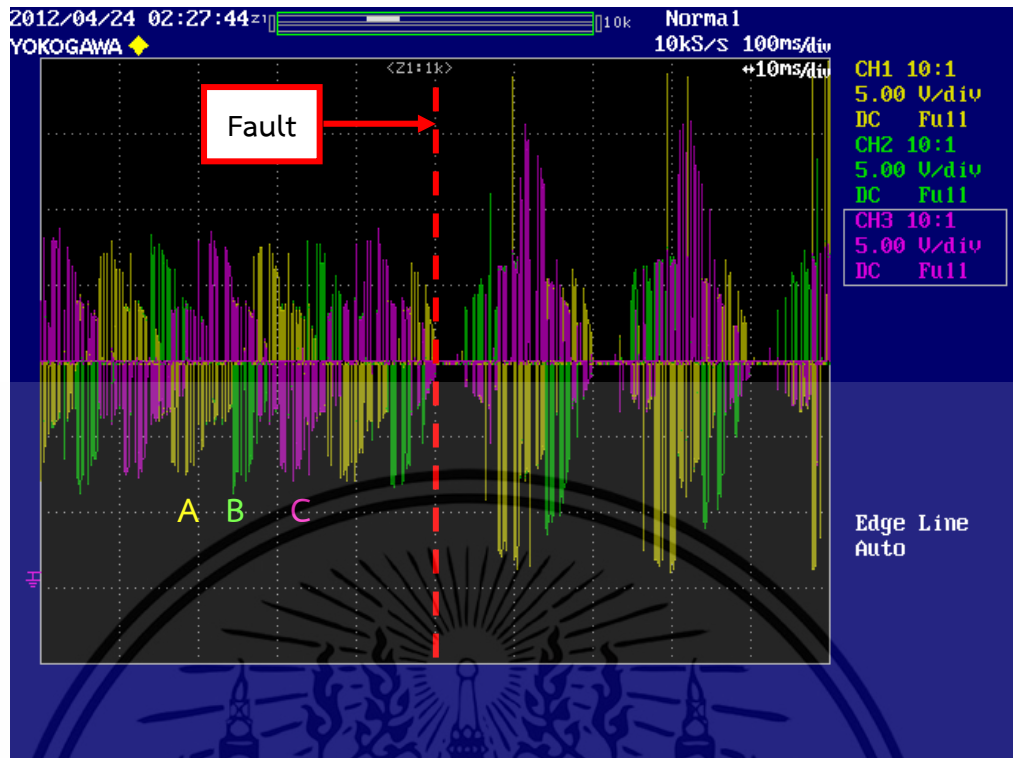 2012/04/24 02:27:44 Z1 10k Normal
YOKOGAWA 10kS/s 100ms/div
<Z1:1k> ↔10ms/div
CH1 10:1
5.00 V/div
DC Full
CH2 10:1
5.00 V/div
DC Full
CH3 10:1
5.00 V/div
DC Full
Fault
A B C
Edge Line
Auto